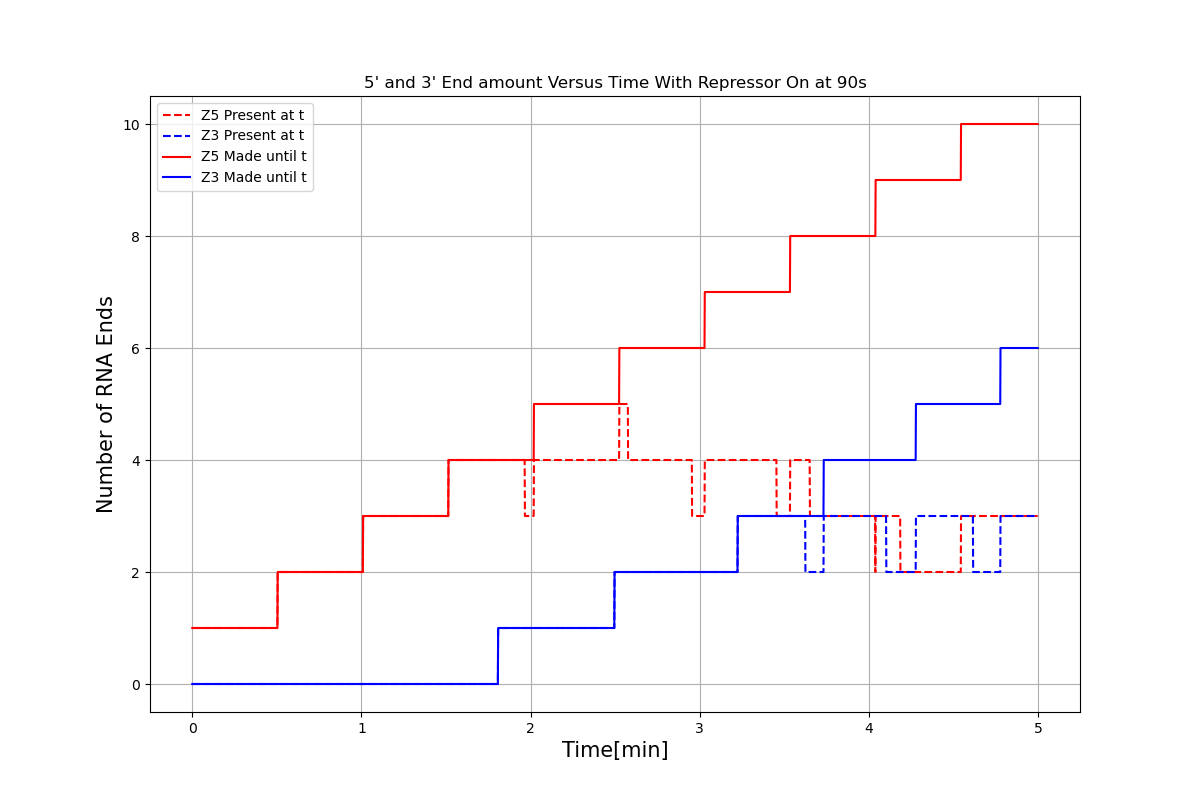 5' and 3' End amount Versus Time With Repressor On at 90s
Z5 Present at t
Z3 Present at t
Z5 Made until t
Z3 Made until t
10
8
6
4
2
0
Number of RNA Ends
0 1 2 3 4 5
Time[min]